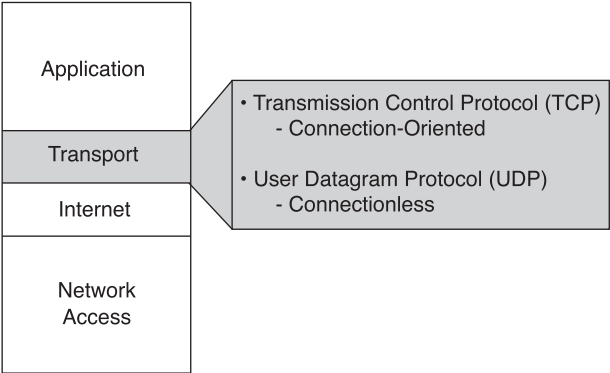 Application
Transport
Internet
Network
Access
• Transmission Control Protocol (TCP)
- Connection-Oriented
• User Datagram Protocol (UDP)
- Connectionless